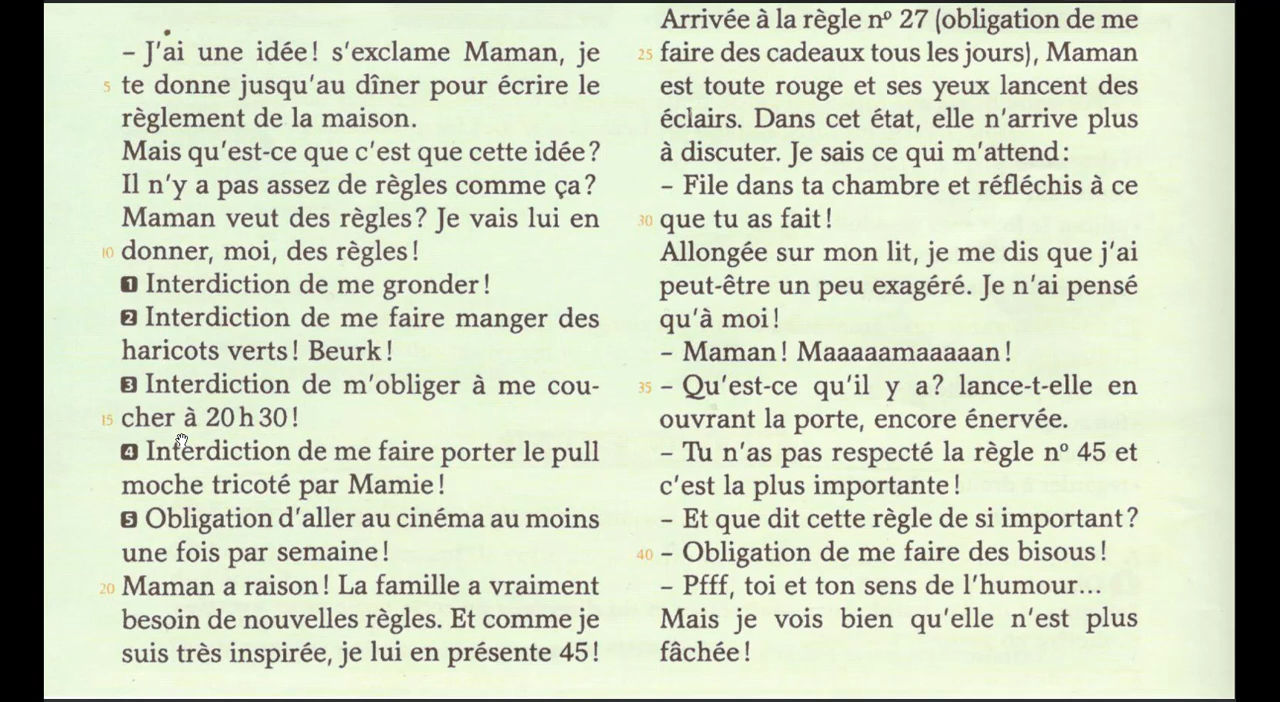 – J'ai une idée! s'exclame Maman, je
5 te donne jusqu'au dîner pour écrire le
règlement de la maison.
Mais qu'est-ce que c'est que cette idée?
Il n'y a pas assez de règles comme ça?
Maman veut des règles? Je vais lui en
10 donner, moi, des règles!
1 Interdiction de me gronder!
2 Interdiction de me faire manger des
haricots verts! Beurk!
3 Interdiction de m'obliger à me cou-
15 cher à 20h30!
4 Interdiction de me faire porter le pull
moche tricoté par Mamie!
5 Obligation d'aller au cinéma au moins
une fois par semaine!
20 Maman a raison! La famille a vraiment
besoin de nouvelles règles. Et comme je
suis très inspirée, je lui en présente 45!
Arrivée à la règle nº 27 (obligation de me
25 faire des cadeaux tous les jours), Maman
est toute rouge et ses yeux lancent des
éclairs. Dans cet état, elle n'arrive plus
à discuter. Je sais ce qui m'attend:
– File dans ta chambre et réfléchis à ce
30 que tu as fait!
Allongée sur mon lit, je me dis que j'ai
peut-être un peu exagéré. Je n'ai pensé
qu'à moi!
– Maman! Maaaaamaaaaan!
35 – Qu'est-ce qu'il y a? lance-t-elle en
ouvrant la porte, encore énervée.
– Tu n'as pas respecté la règle nº 45 et
c'est la plus importante!
– Et que dit cette règle de si important?
40 – Obligation de me faire des bisous!
– Pfff, toi et ton sens de l'humour...
Mais je vois bien qu'elle n'est plus
fâchée!